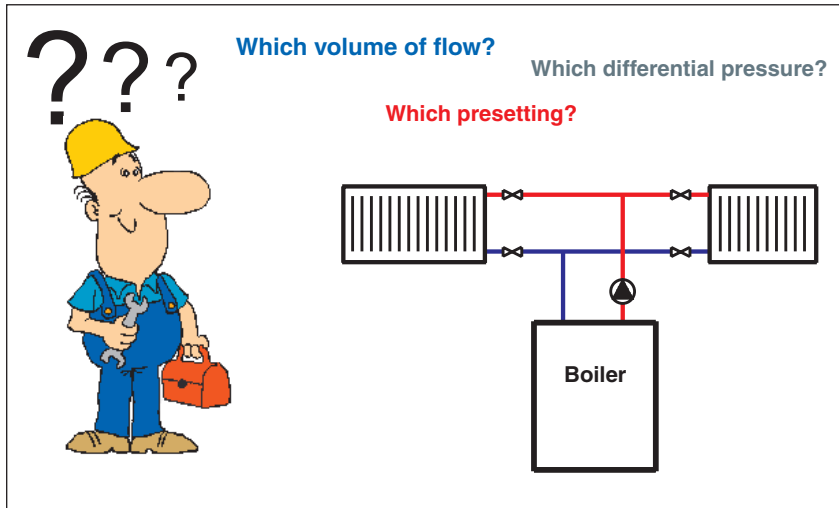 ? ? ?
Which volume of flow?
Which differential pressure?
Which presetting?
Boiler